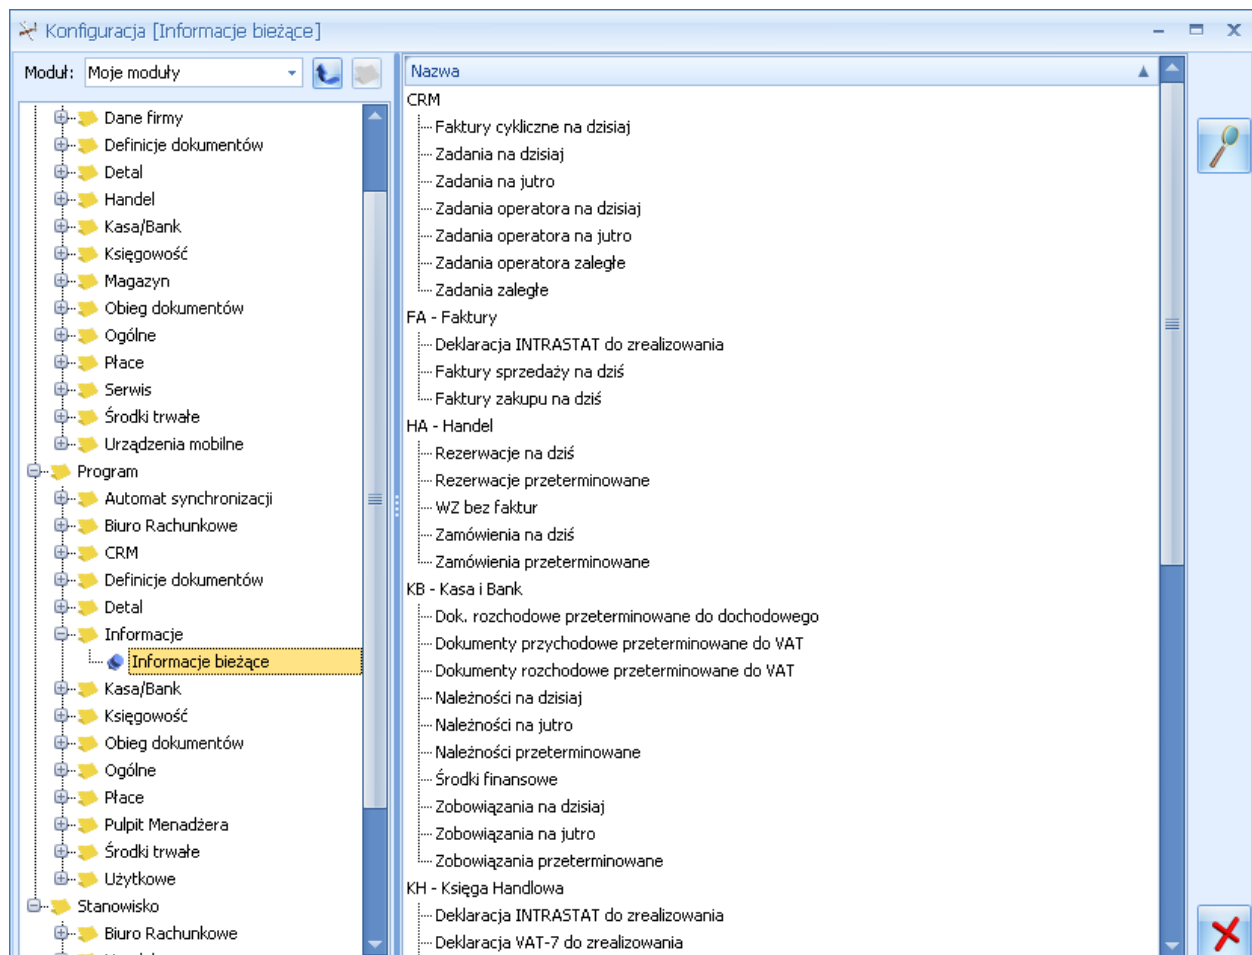 Konfiguracja [Informacje bieżące]
Moduł: Moje moduły
Dane firmy
Definicje dokumentów
Detal
Handel
Kasa/Bank
Księgowość
Magazyn
Obieg dokumentów
Ogólne
Płace
Serwis
Środki trwałe
Urządzenia mobilne
Program
Automat synchronizacji
Biuro Rachunkowe
CRM
Definicje dokumentów
Detal
Informacje
Informacje bieżące
Kasa/Bank
Księgowość
Obieg dokumentów
Ogólne
Płace
Pulpit Menadżera
Środki trwałe
Użytkowe
Stanowisko
Biuro Rachunkowe
Nazwa
CRM
Faktury cykliczne na dzisiaj
Zadania na dzisiaj
Zadania na jutro
Zadania operatora na dzisiaj
Zadania operatora na jutro
Zadania operatora zaległe
Zadania zaległe
FA - Faktury
Deklaracja INTRASTAT do zrealizowania
Faktury sprzedaży na dziś
Faktury zakupu na dziś
HA - Handel
Rezerwacje na dziś
Rezerwacje przeterminowane
WZ bez faktur
Zamówienia na dziś
Zamówienia przeterminowane
KB - Kasa i Bank
Dok. rozchodowe przeterminowane do dochodowego
Dokumenty przychodowe przeterminowane do VAT
Dokumenty rozchodowe przeterminowane do VAT
Należności na dzisiaj
Należności na jutro
Należności przeterminowane
Środki finansowe
Zobowiązania na dzisiaj
Zobowiązania na jutro
Zobowiązania przeterminowane
KH - Księga Handlowa
Deklaracja INTRASTAT do zrealizowania
Deklaracja VAT-7 do zrealizowania